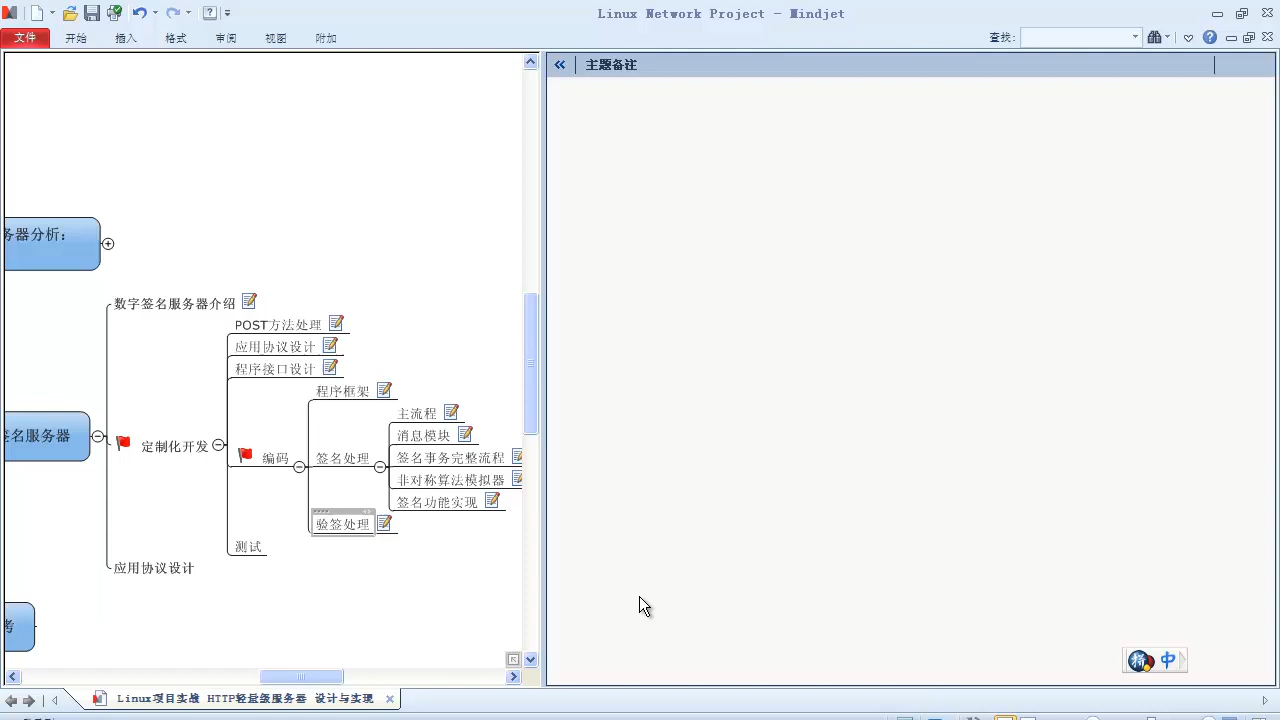 Linux Network Project - Mindjet
文件 开始 插入 格式 审阅 视图 附加 查找:
主题备注
务器分析:
数字签名服务器介绍
POST方法处理
应用协议设计
程序接口设计
程序框架
主流程
消息模块
签名服务器
定制化开发
编码
签名处理
签名事务完整流程
非对称算法模拟器
签名功能实现
验签处理
测试
应用协议设计
考
中
Linux项目实战 HTTP轻量级服务器 设计与实现